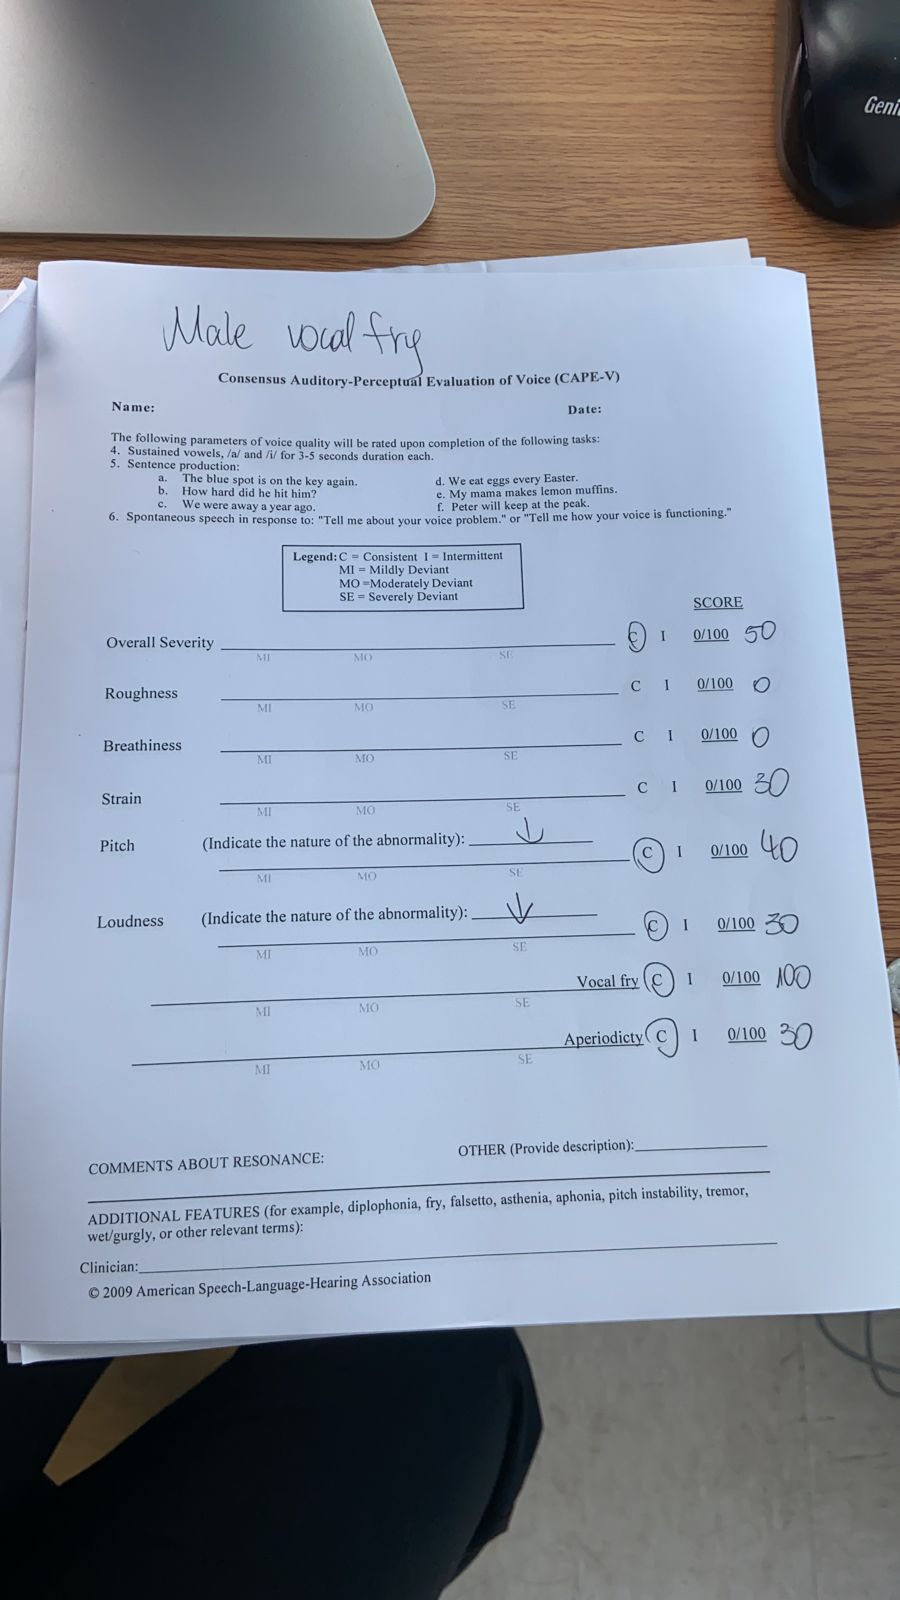 Geni
Male vocal fry
Consensus Auditory-Perceptual Evaluation of Voice (CAPE-V)
Name: Date:
The following parameters of voice quality will be rated upon completion of the following tasks:
4. Sustained vowels, /a/ and /i/ for 3-5 seconds duration each.
5. Sentence production:
a. The blue spot is on the key again. d. We eat eggs every Easter.
b. How hard did he hit him? e. My mama makes lemon muffins.
c. We were away a year ago. f. Peter will keep at the peak.
6. Spontaneous speech in response to: "Tell me about your voice problem." or "Tell me how your voice is functioning."
Legend: C = Consistent I = Intermittent
MI = Mildly Deviant
MO =Moderately Deviant
SE = Severely Deviant
SCORE
Overall Severity C I 0/100 50
MI MO SE
Roughness C I 0/100 0
MI MO SE
Breathiness C I 0/100 0
MI MO SE
Strain C I 0/100 30
MI MO SE
Pitch (Indicate the nature of the abnormality): ↓
C I 0/100 40
MI MO SE
Loudness (Indicate the nature of the abnormality): ↓
C I 0/100 30
MI MO SE
Vocal fry C I 0/100 100
MI MO SE
Aperiodicty C I 0/100 30
MI MO SE
COMMENTS ABOUT RESONANCE: OTHER (Provide description):
ADDITIONAL FEATURES (for example, diplophonia, fry, falsetto, asthenia, aphonia, pitch instability, tremor,
wet/gurgly, or other relevant terms):
Clinician:
© 2009 American Speech-Language-Hearing Association